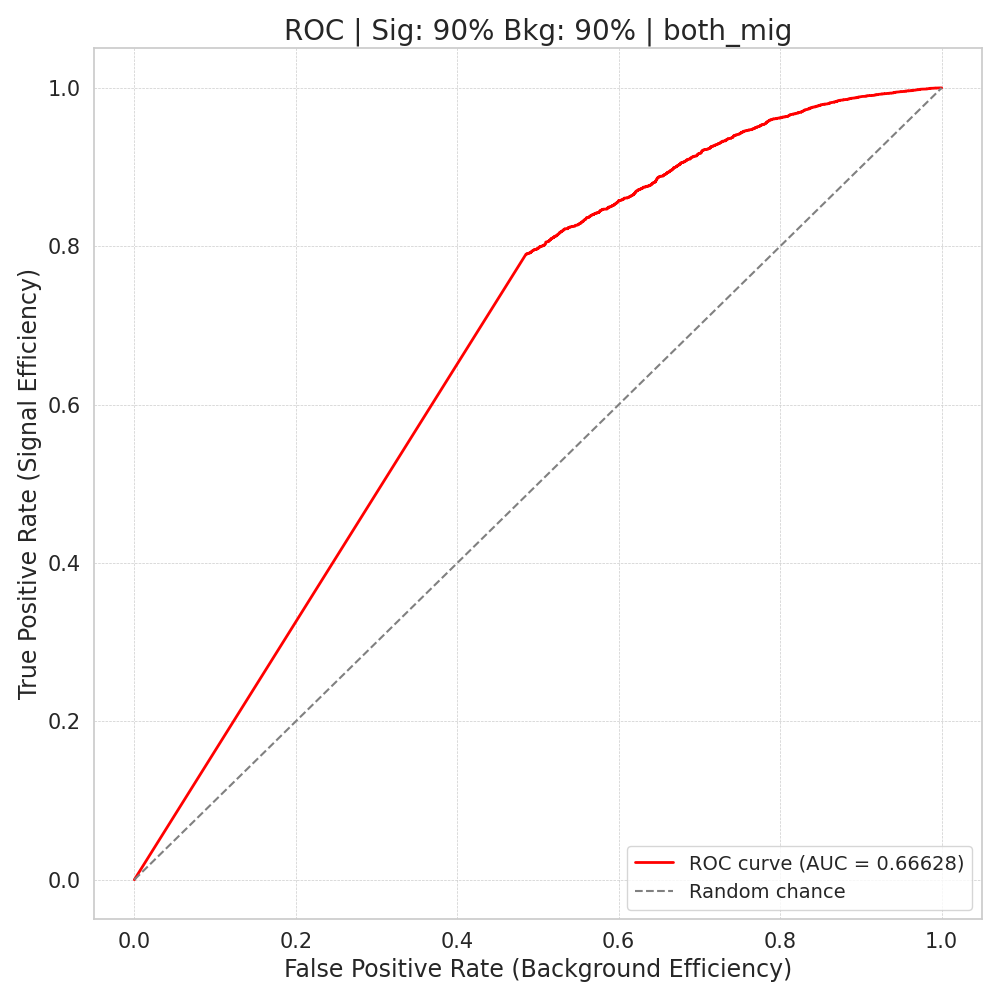 ROC | Sig: 90% Bkg: 90% | both_mig
True Positive Rate (Signal Efficiency)
1.0
0.8
0.6
0.4
0.2
0.0
ROC curve (AUC = 0.66628)
Random chance
0.0 0.2 0.4 0.6 0.8 1.0
False Positive Rate (Background Efficiency)